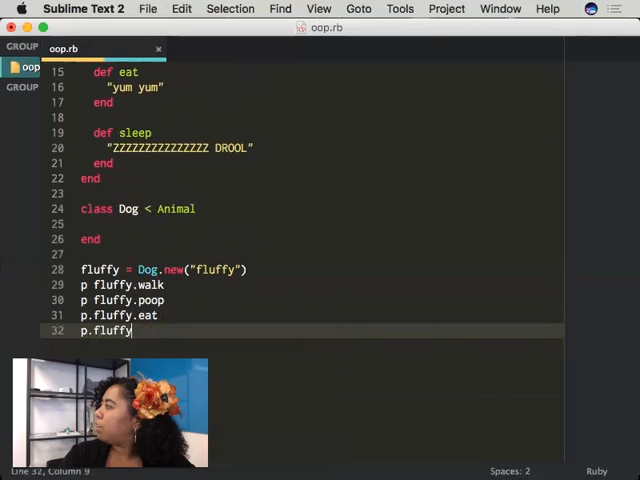 Sublime Text 2 File Edit Selection Find View Goto Tools Project Window Help
oop.rb
GROUP
oop.rb
oop
GROUP
15 def eat
16 "yum yum"
17 end
18
19 def sleep
20 "ZZZZZZZZZZZZZZZ DROOL"
21 end
22 end
23
24 class Dog < Animal
25
26 end
27
28 fluffy = Dog.new("fluffy")
29 p fluffy.walk
30 p fluffy.poop
31 p.fluffy.eat
32 p.fluffy
Line 32, Column 9 Spaces: 2 Ruby